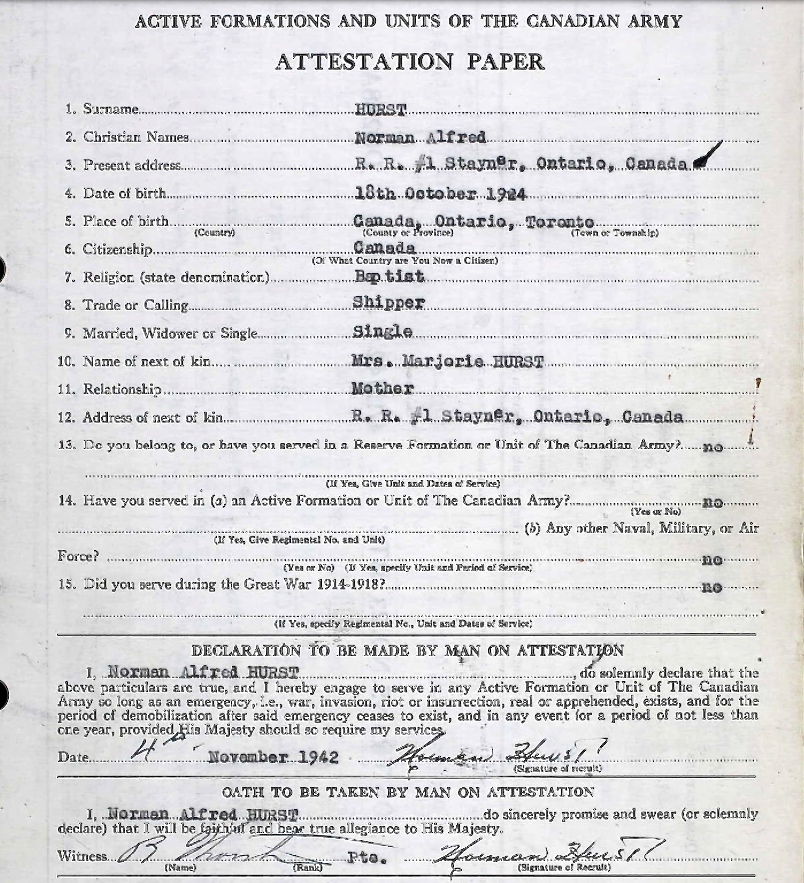 ACTIVE FORMATIONS AND UNITS OF THE CANADIAN ARMY
ATTESTATION PAPER
1. Surname HURST
2. Christian Names Norman Alfred
3. Present address R. R. #1 Stayner, Ontario, Canada
4. Date of birth 18th October 1924
5. Place of birth Canada, Ontario, Toronto
(Country) (County or Province) (Town or Township)
6. Citizenship Canada
(Of What Country are You Now a Citizen)
7. Religion (state denomination) Baptist
8. Trade or Calling Shipper
9. Married, Widower or Single Single
10. Name of next of kin Mrs. Marjorie HURST
11. Relationship Mother
12. Address of next of kin R. R. #1 Stayner, Ontario, Canada
13. Do you belong to, or have you served in a Reserve Formation or Unit of The Canadian Army? no
(If Yes, Give Unit and Dates of Service)
14. Have you served in (a) an Active Formation or Unit of The Canadian Army? no
(Yes or No)
(b) Any other Naval, Military, or Air
(If Yes, Give Regimental No. and Unit)
Force? no
(Yes or No) (If Yes, specify Unit and Period of Service)
15. Did you serve during the Great War 1914-1918? no
(If Yes, specify Regimental No., Unit and Dates of Service)
DECLARATION TO BE MADE BY MAN ON ATTESTATION
I, Norman Alfred HURST, do solemnly declare that the
above particulars are true, and I hereby engage to serve in any Active Formation or Unit of The Canadian
Army so long as an emergency, i.e., war, invasion, riot or insurrection, real or apprehended, exists, and for the
period of demobilization after said emergency ceases to exist, and in any event for a period of not less than
one year, provided His Majesty should so require my services.
Date 4th November 1942 Norman Hurst
(Signature of recruit)
OATH TO BE TAKEN BY MAN ON ATTESTATION
I, Norman Alfred HURST do sincerely promise and swear (or solemnly
declare) that I will be faithful and bear true allegiance to His Majesty.
Witness Pte. Norman Hurst
(Name) (Rank) (Signature of Recruit)